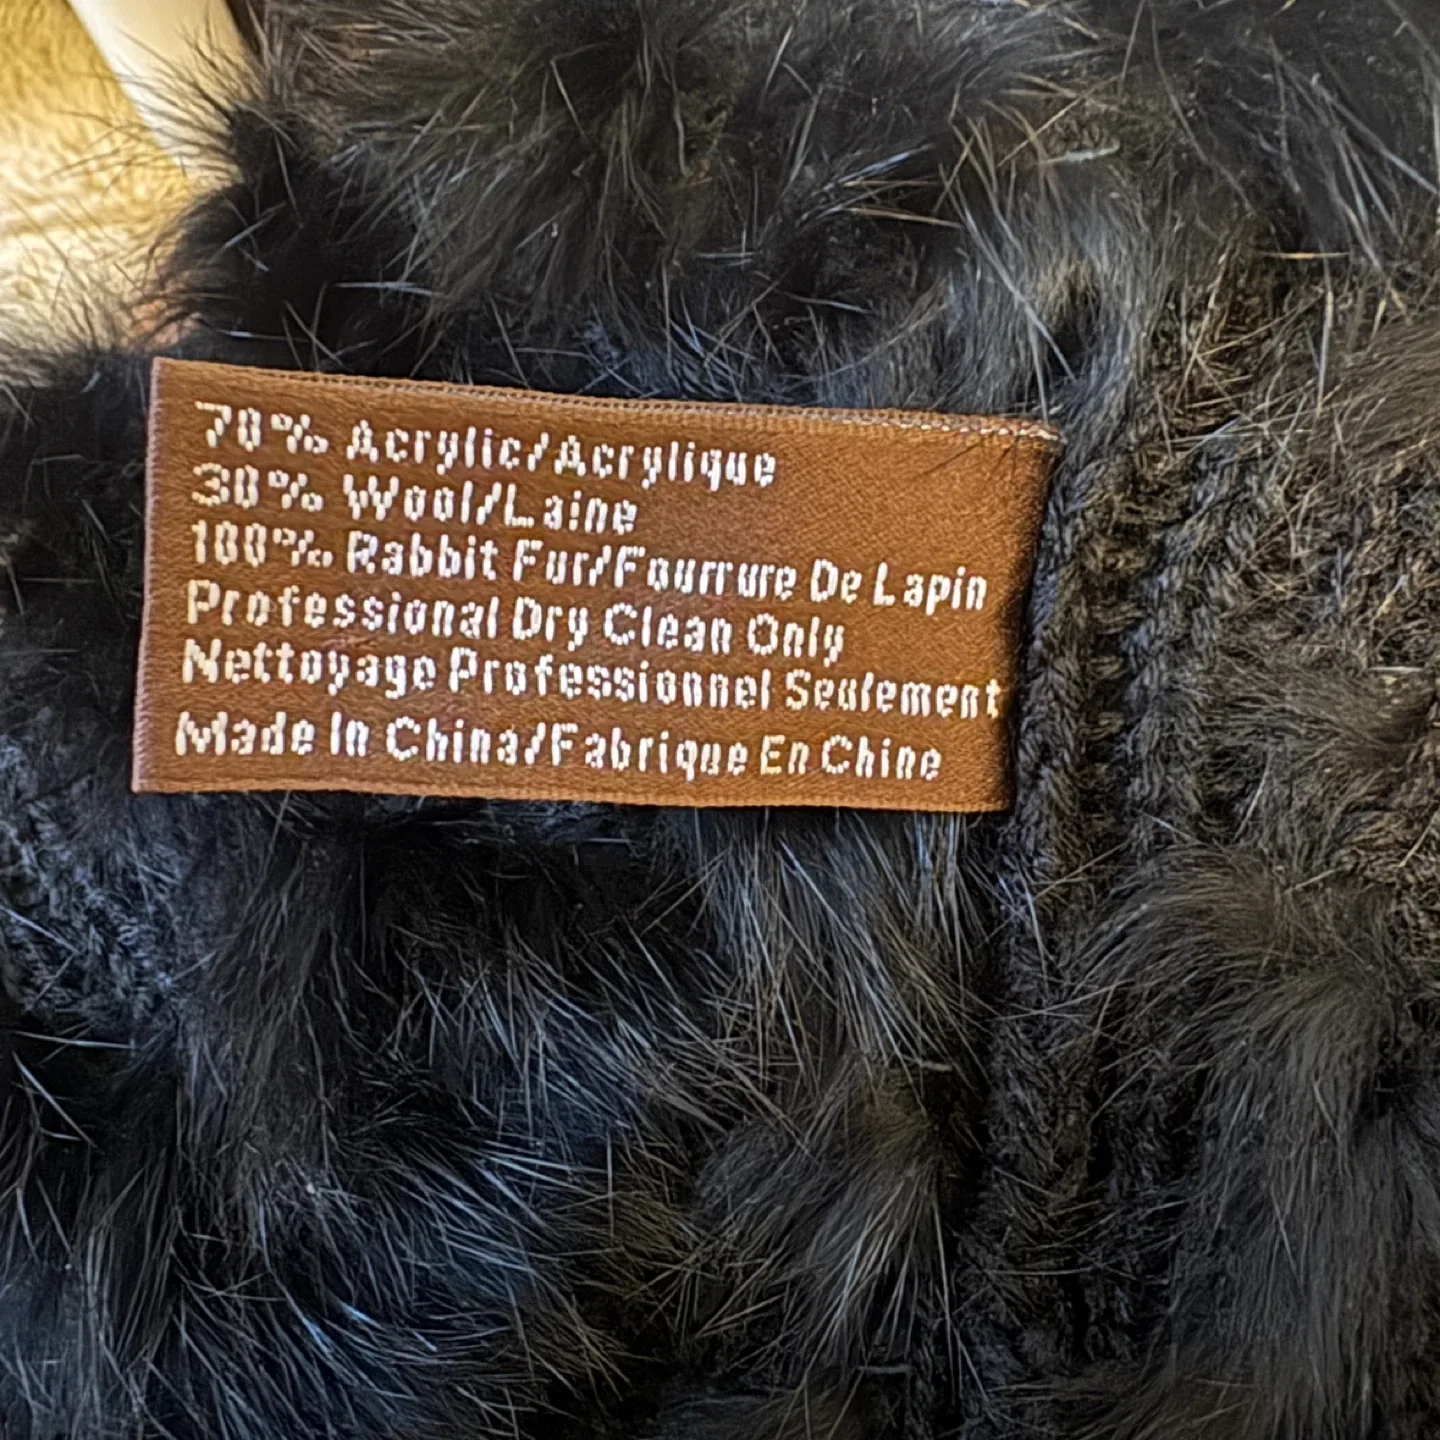 70% Acrylic/Acrylique
30% Wool/Laine
100% Rabbit Fur/Fourrure De Lapin
Professional Dry Clean Only
Nettoyage Professionnel Seulement
Made In China/Fabrique En Chine